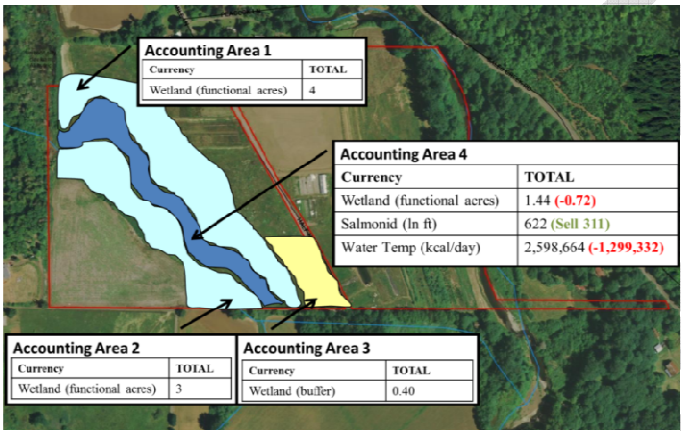 Accounting Area 1
Currency TOTAL
Wetland (functional acres) 4
Accounting Area 4
Currency TOTAL
Wetland (functional acres) 1.44 (-0.72)
Salmonid (ln ft) 622 (Sell 311)
Water Temp (kcal/day) 2,598,664 (-1,299,332)
Accounting Area 2
Currency TOTAL
Wetland (functional acres) 3
Accounting Area 3
Currency TOTAL
Wetland (buffer) 0.40